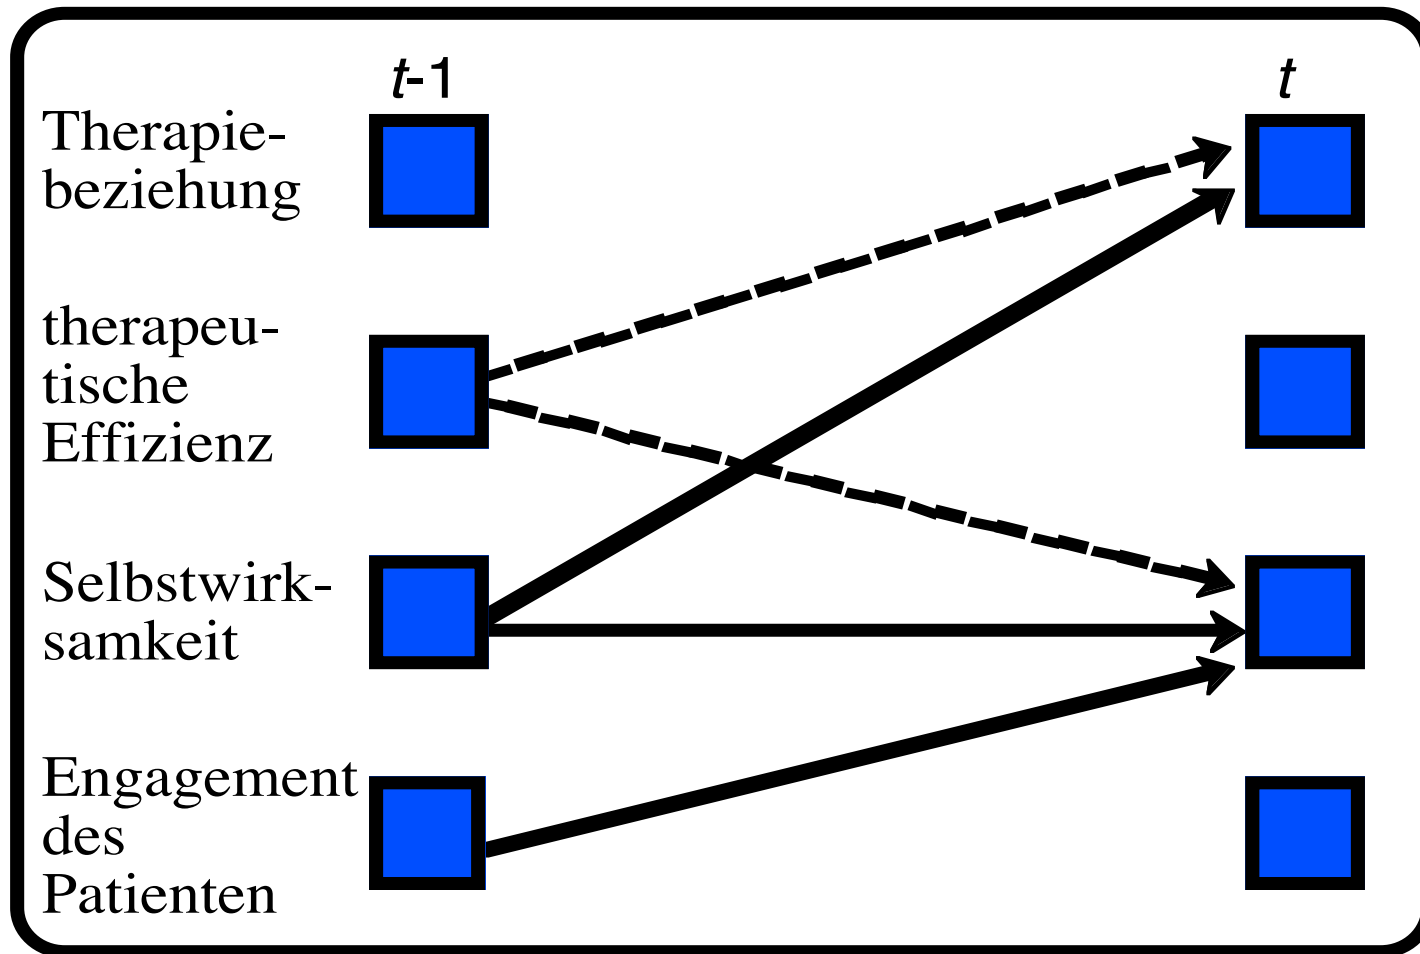 t-1
t
Therapie-
beziehung
therapeu-
tische
Effizienz
Selbstwirk-
samkeit
Engagement
des
Patienten